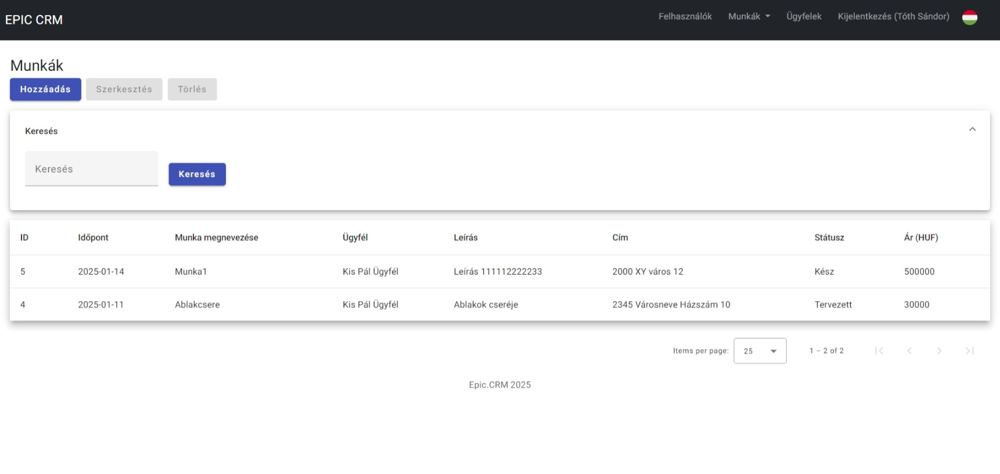 EPIC CRM
Felhasználók Munkák Ügyfelek Kijelentkezés (Tóth Sándor)
Munkák
Hozzáadás Szerkesztés Törlés
Keresés
Keresés Keresés
ID Időpont Munka megnevezése Ügyfél Leírás Cím Státusz Ár (HUF)
5 2025-01-14 Munka1 Kis Pál Ügyfél Leírás 111112222233 2000 XY város 12 Kész 500000
4 2025-01-11 Ablakcsere Kis Pál Ügyfél Ablakok cseréje 2345 Városneve Házszám 10 Tervezett 30000
Items per page: 25 1 – 2 of 2
Epic.CRM 2025